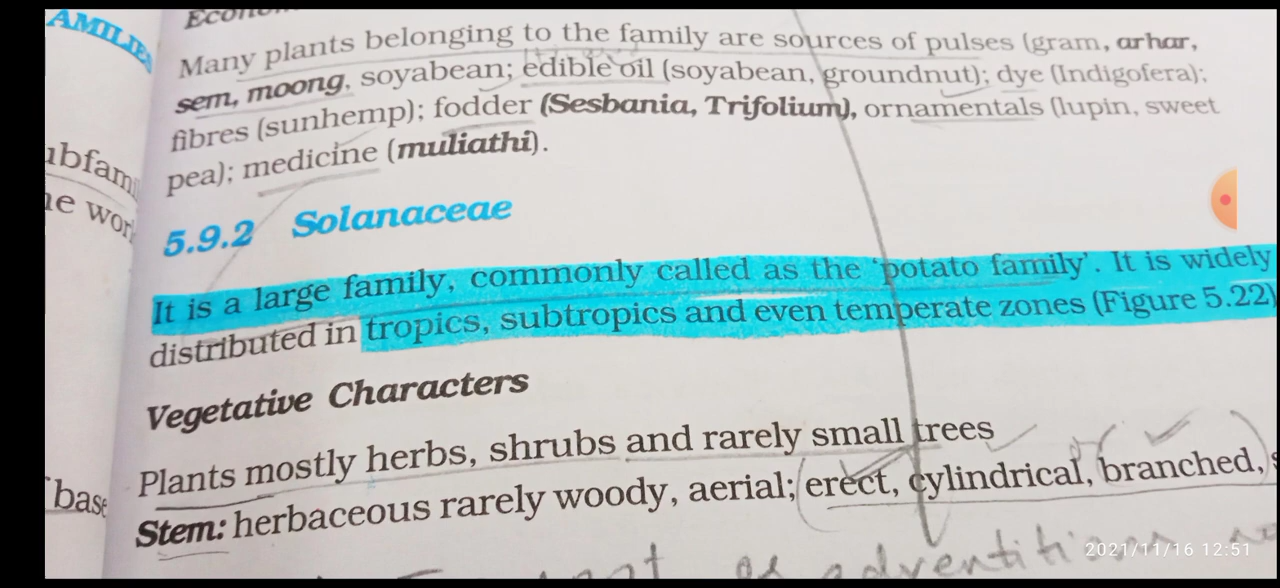 AMILIE
Econom
Many plants belonging to the family are sources of pulses (gram, arhar,
sem, moong, soyabean; edible oil (soyabean, groundnut); dye (Indigofera);
fibres (sunhemp); fodder (Sesbania, Trifolium), ornamentals (lupin, sweet
pea); medicine (muliathi).
5.9.2 Solanaceae
It is a large family, commonly called as the 'potato family'. It is widely
distributed in tropics, subtropics and even temperate zones (Figure 5.22)
Vegetative Characters
Plants mostly herbs, shrubs and rarely small trees
Stem: herbaceous rarely woody, aerial; erect, cylindrical, branched,
base
2021/11/16 12:51